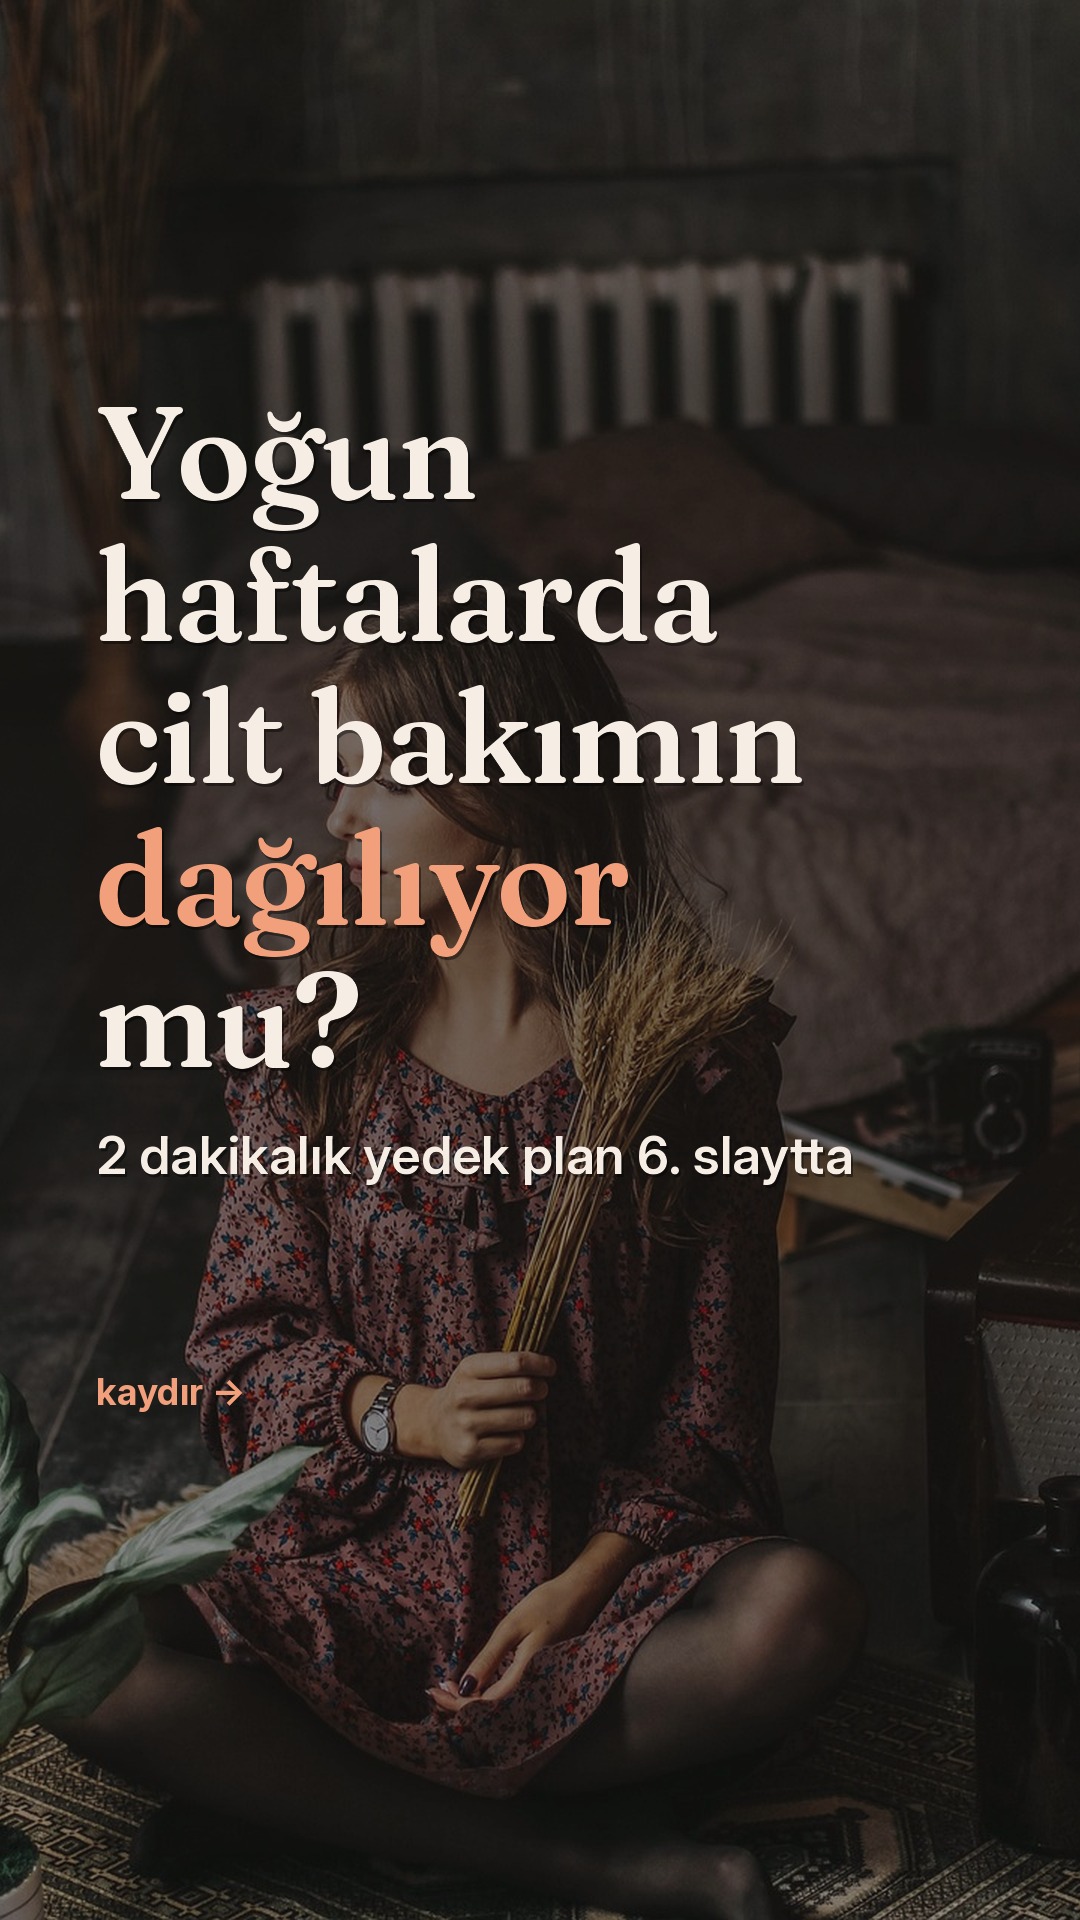 Yoğun
haftalarda
cilt bakımın
dağılıyor
mu?
2 dakikalık yedek plan 6. slaytta
kaydır →